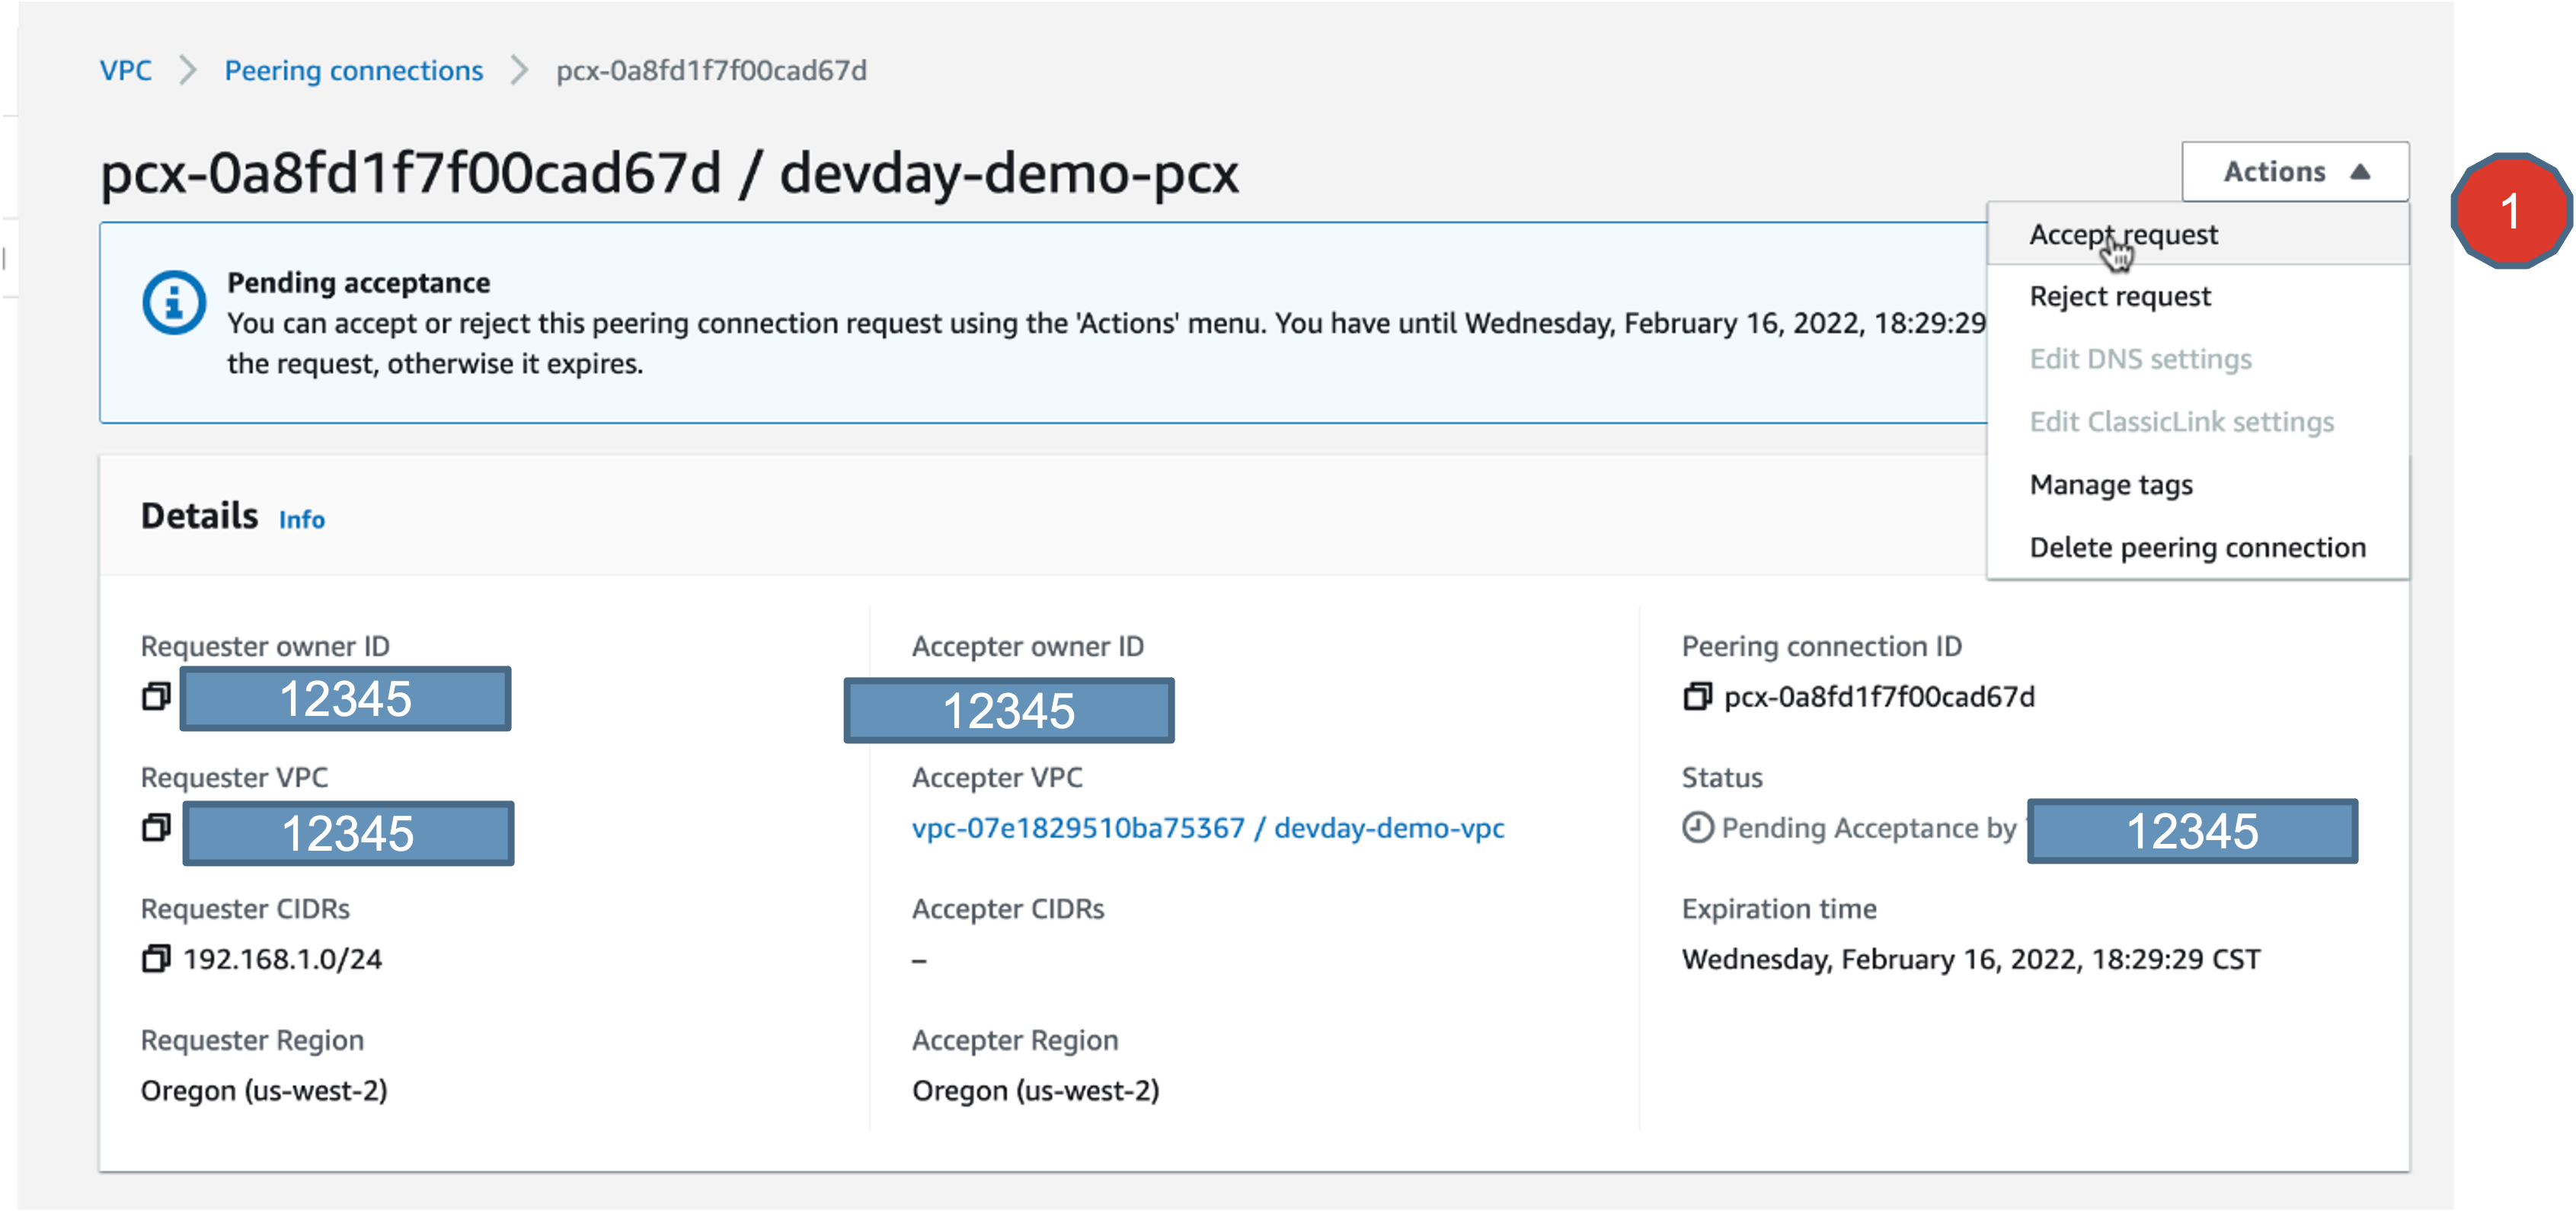 VPC > Peering connections > pcx-0a8fd1f7f00cad67d
pcx-0a8fd1f7f00cad67d / devday-demo-pcx
Actions
1
Accept request
Reject request
Edit DNS settings
Edit ClassicLink settings
Manage tags
Delete peering connection
Pending acceptance
You can accept or reject this peering connection request using the 'Actions' menu. You have until Wednesday, February 16, 2022, 18:29:29
the request, otherwise it expires.
Details Info
Requester owner ID
12345
Requester VPC
12345
Requester CIDRs
192.168.1.0/24
Requester Region
Oregon (us-west-2)
Accepter owner ID
12345
Accepter VPC
vpc-07e1829510ba75367 / devday-demo-vpc
Accepter CIDRs
–
Accepter Region
Oregon (us-west-2)
Peering connection ID
pcx-0a8fd1f7f00cad67d
Status
Pending Acceptance by 12345
Expiration time
Wednesday, February 16, 2022, 18:29:29 CST